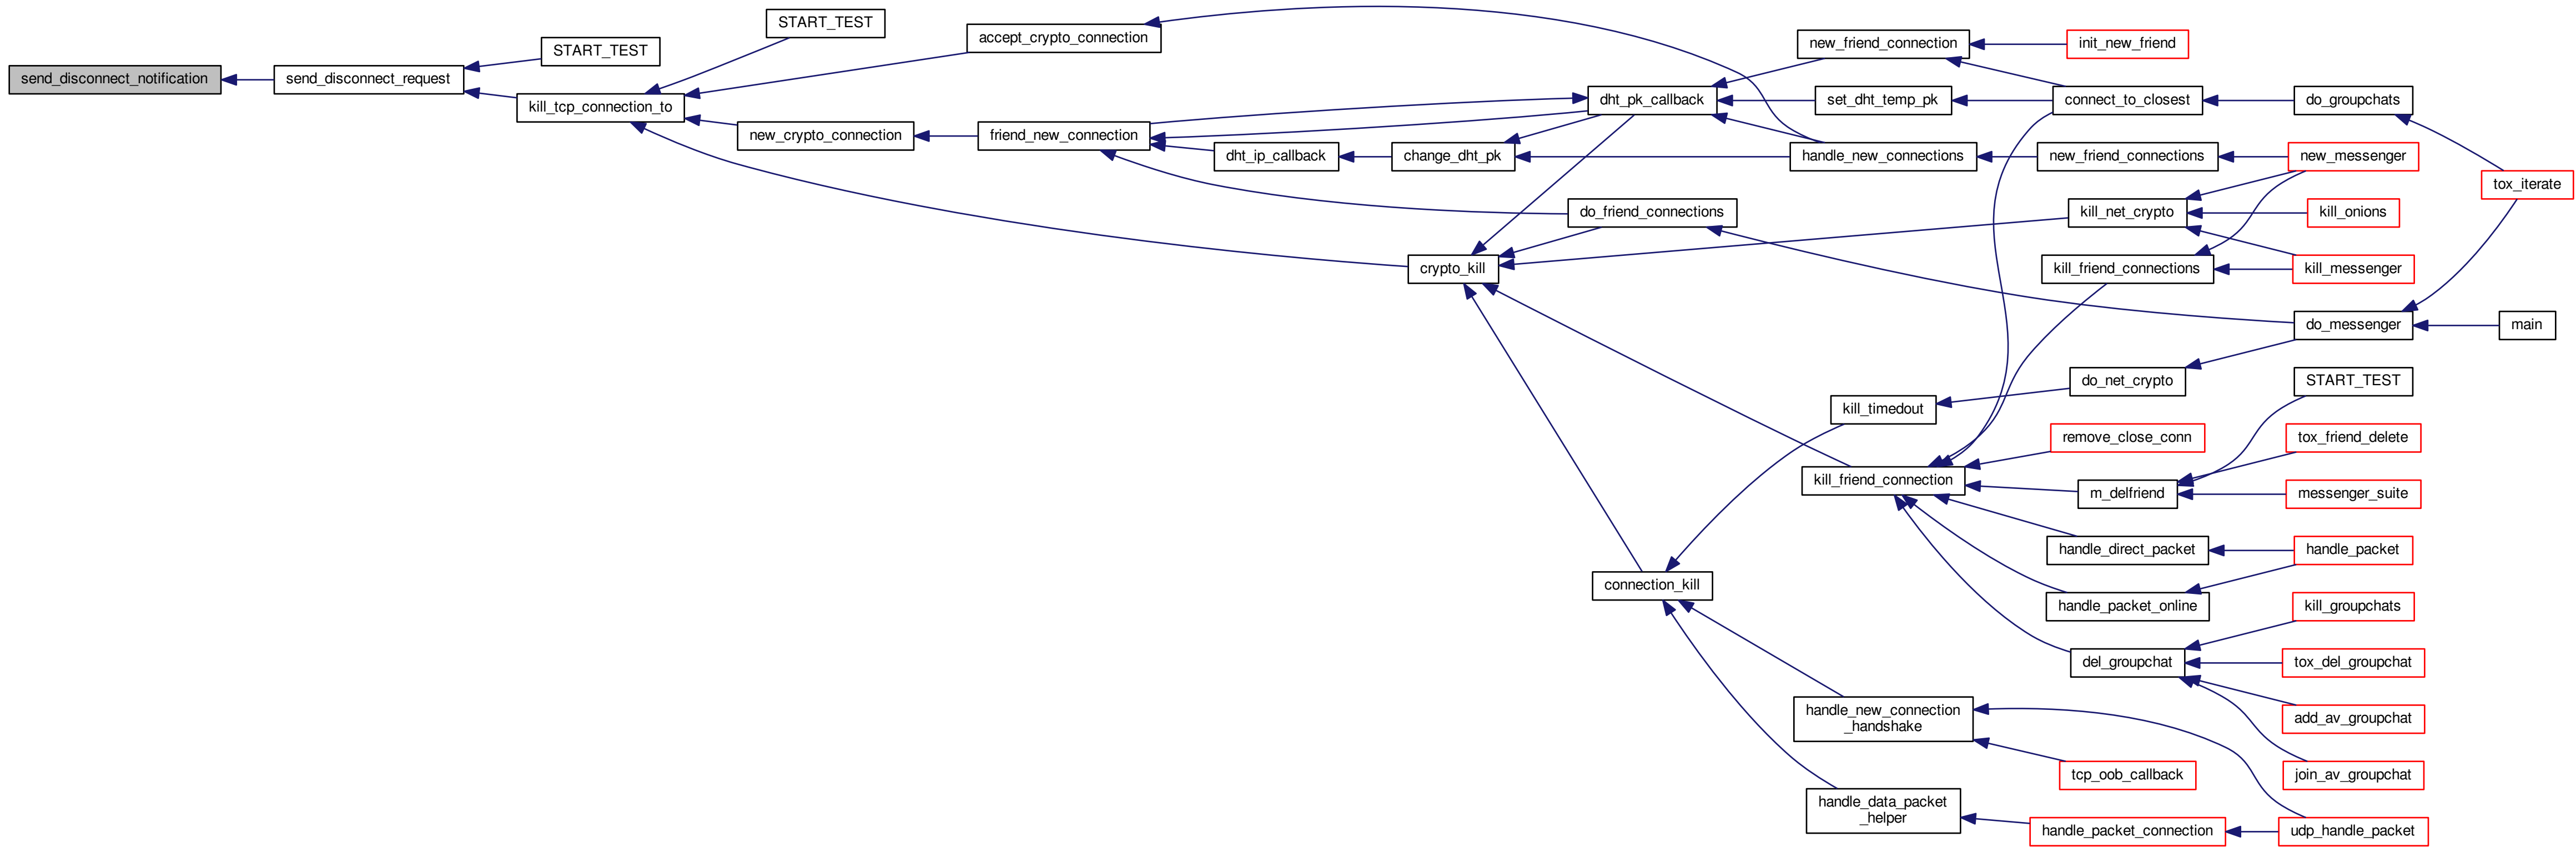 send_disconnect_notification
send_disconnect_request
START_TEST
kill_tcp_connection_to
START_TEST
accept_crypto_connection
new_crypto_connection
friend_new_connection
dht_ip_callback
change_dht_pk
dht_pk_callback
new_friend_connection
init_new_friend
set_dht_temp_pk
connect_to_closest
do_groupchats
tox_iterate
handle_new_connections
new_friend_connections
new_messenger
do_friend_connections
crypto_kill
kill_net_crypto
kill_onions
kill_friend_connections
kill_messenger
do_messenger
main
kill_timedout
do_net_crypto
START_TEST
kill_friend_connection
remove_close_conn
tox_friend_delete
m_delfriend
messenger_suite
handle_direct_packet
handle_packet
connection_kill
handle_packet_online
kill_groupchats
del_groupchat
tox_del_groupchat
add_av_groupchat
join_av_groupchat
handle_new_connection
_handshake
tcp_oob_callback
handle_data_packet
_helper
handle_packet_connection
udp_handle_packet